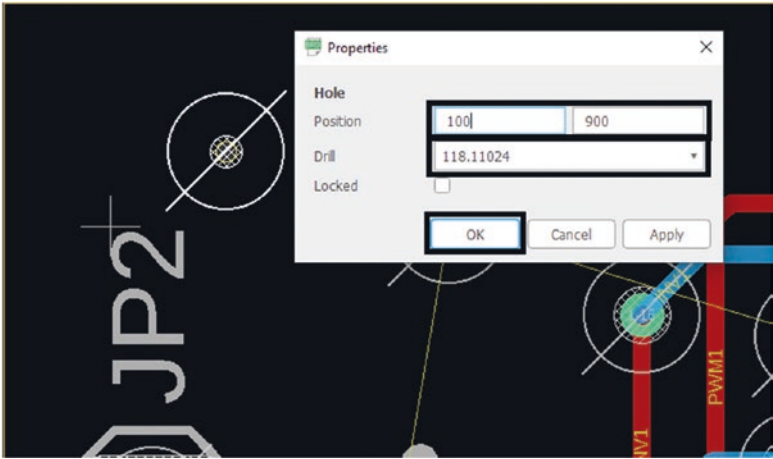 Properties
Hole
Position 100 900
Drill 118.11024
Locked
OK Cancel Apply
JP2
PWM1